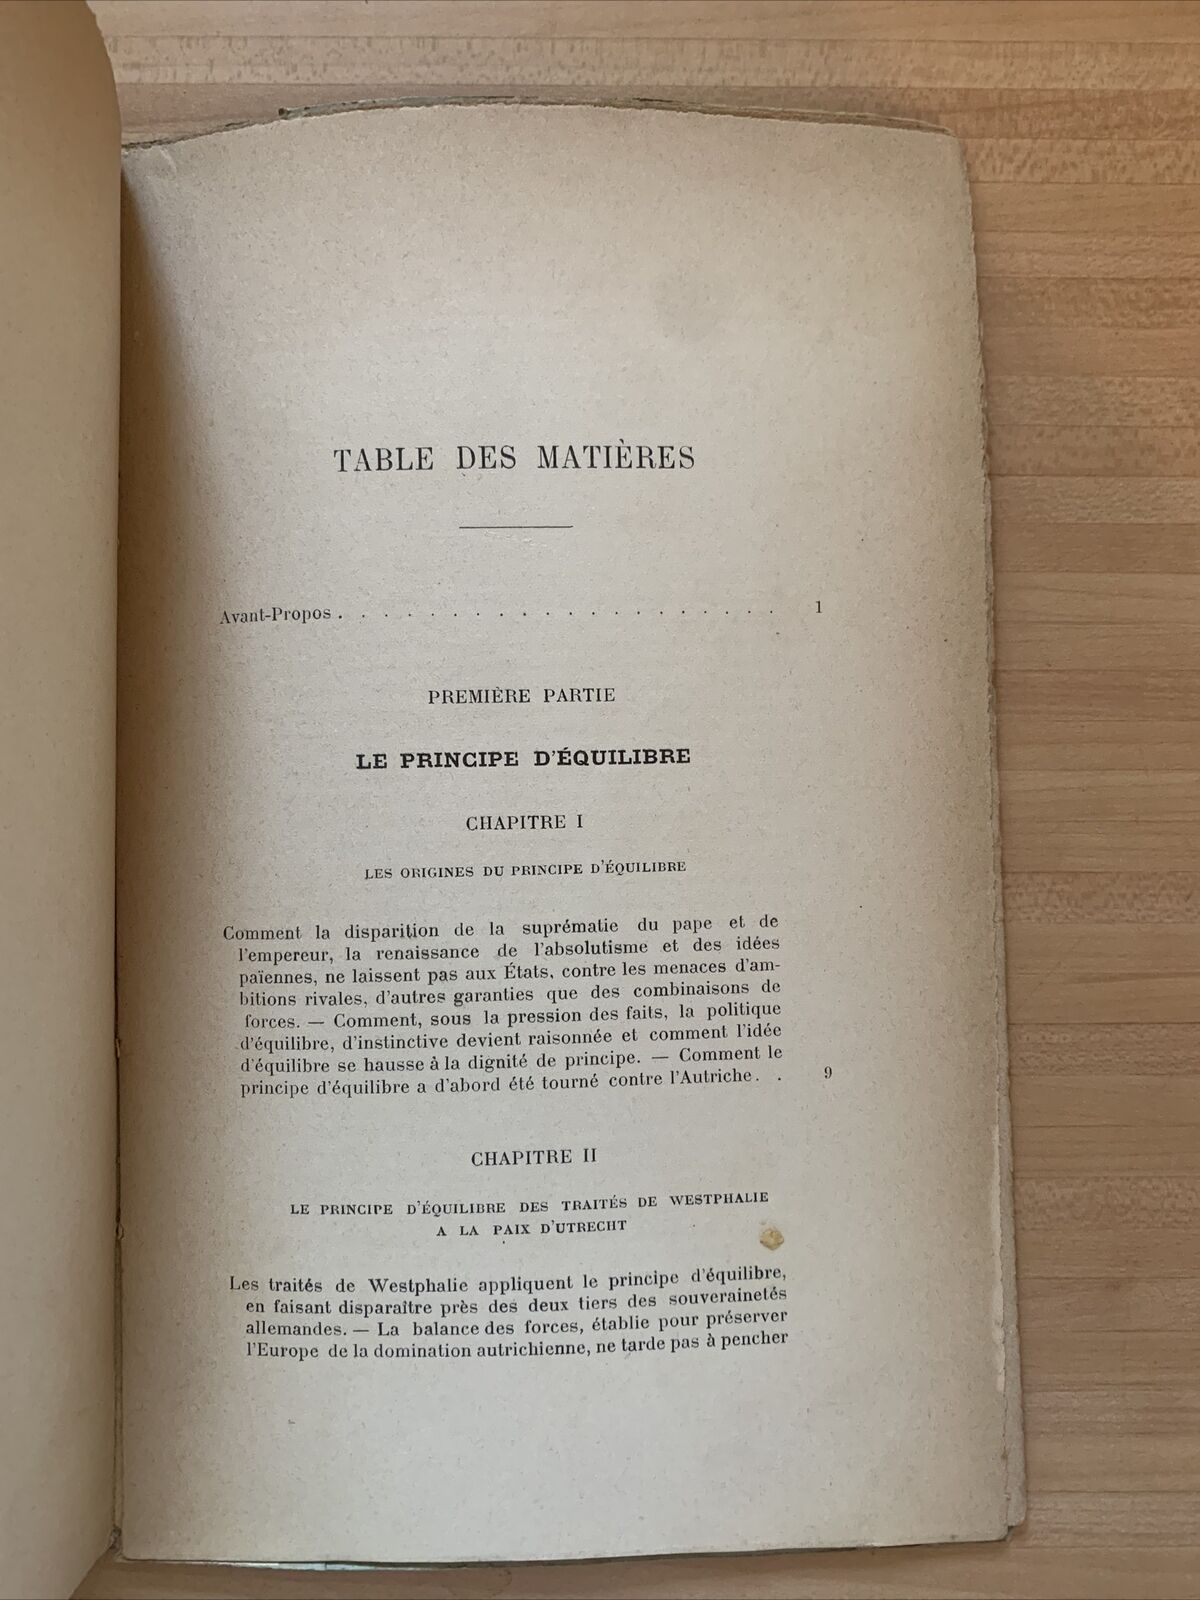 TABLE DES MATIÈRES
Avant-Propos . . . . . . . . . . . . . . . . . . . 1
PREMIÈRE PARTIE
LE PRINCIPE D'ÉQUILIBRE
CHAPITRE I
LES ORIGINES DU PRINCIPE D'ÉQUILIBRE
Comment la disparition de la suprématie du pape et de
l'empereur, la renaissance de l'absolutisme et des idées
païennes, ne laissent pas aux États, contre les menaces d'am-
bitions rivales, d'autres garanties que des combinaisons de
forces. — Comment, sous la pression des faits, la politique
d'équilibre, d'instinctive devient raisonnée et comment l'idée
d'équilibre se hausse à la dignité de principe. — Comment le
principe d'équilibre a d'abord été tourné contre l'Autriche. . 9
CHAPITRE II
LE PRINCIPE D'ÉQUILIBRE DES TRAITÉS DE WESTPHALIE
A LA PAIX D'UTRECHT
Les traités de Westphalie appliquent le principe d'équilibre,
en faisant disparaître près des deux tiers des souverainetés
allemandes. — La balance des forces, établie pour préserver
l'Europe de la domination autrichienne, ne tarde pas à pencher